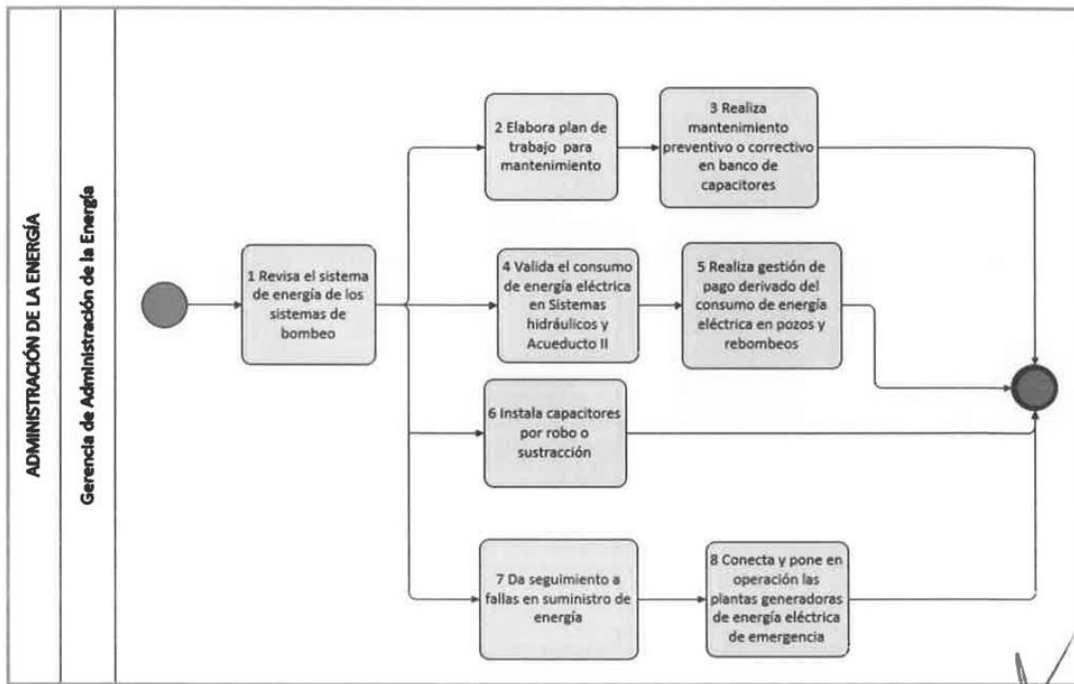 ADMINISTRACIÓN DE LA ENERGÍA
Gerencia de Administración de la Energía
1 Revisa el sistema
de energía de los
sistemas de
bombeo
2 Elabora plan de
trabajo para
mantenimiento
3 Realiza
mantenimiento
preventivo o correctivo
en banco de
capacitores
4 Valida el consumo
de energía eléctrica
en Sistemas
hidráulicos y
Acueducto II
5 Realiza gestión de
pago derivado del
consumo de energía
eléctrica en pozos y
rebombeos
6 Instala capacitores
por robo o
sustracción
7 Da seguimiento a
fallas en suministro de
energía
8 Conecta y pone en
operación las
plantas generadoras
de energía eléctrica
de emergencia